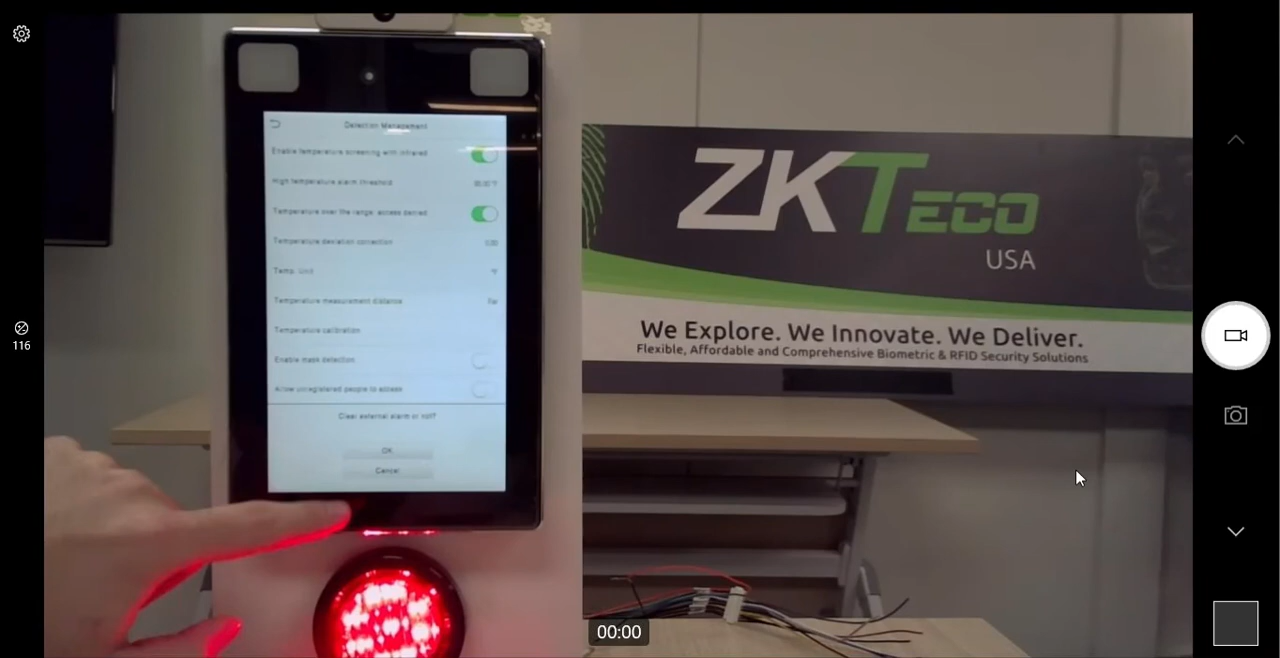 Detection Management
Enable temperature screening with infrared
High temperature alarm threshold
Temperature over the range; access denied
Temperature deviation correction
Temp. Unit
°F
Temperature measurement distance
Far
Temperature calibration
Enable mask detection
Allow unregistered people to access
Clear external alarm or not?
OK
Cancel
ZKTECO
USA
We Explore. We Innovate. We Deliver.
Flexible, Affordable and Comprehensive Biometric & RFID Security Solutions
116
00:00